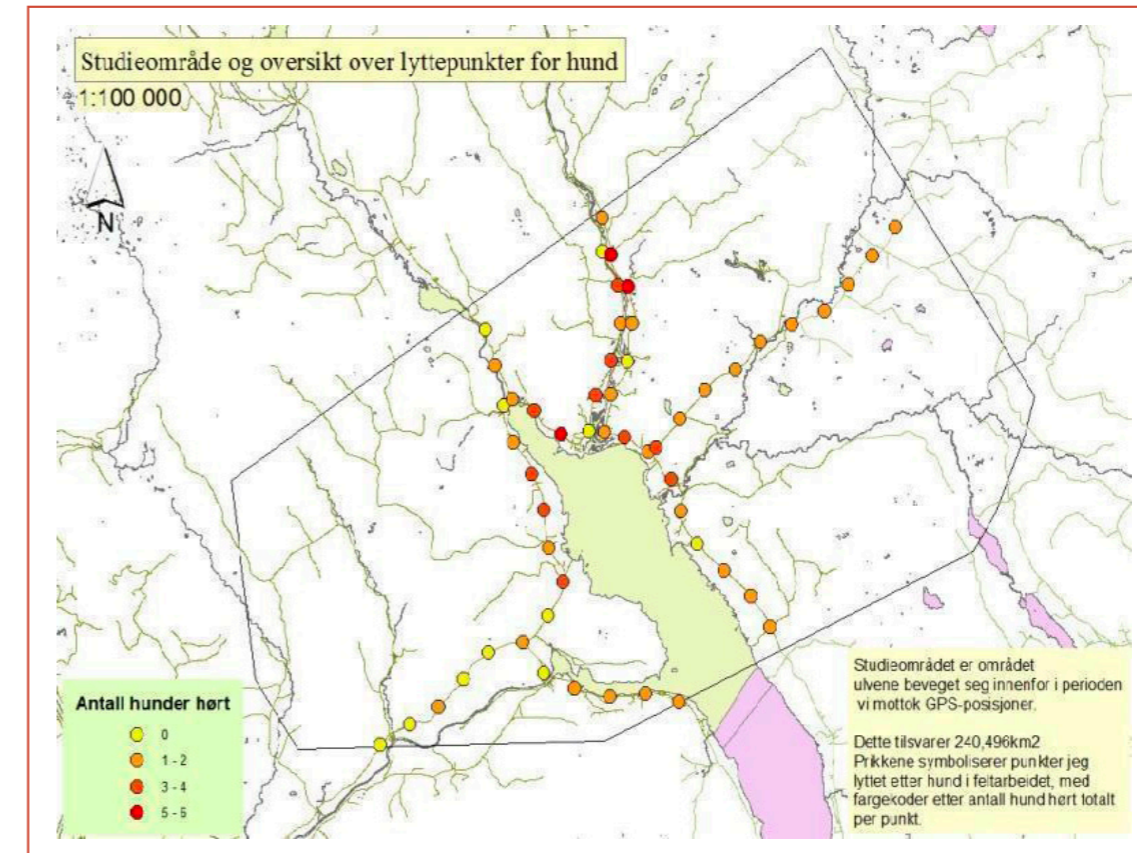 Studieområde og oversikt over lyttepunkter for hund
1:100 000
N
Antall hunder hørt
0
1 - 2
3 - 4
5 - 6
Studieområdet er området
ulvene beveget seg innenfor i perioden
vi mottok GPS-posisjoner.
Dette tilsvarer 240,496km2
Prikkene symboliserer punkter jeg
lyttet etter hund i feltarbeidet, med
fargekoder etter antall hund hørt totalt
per punkt.